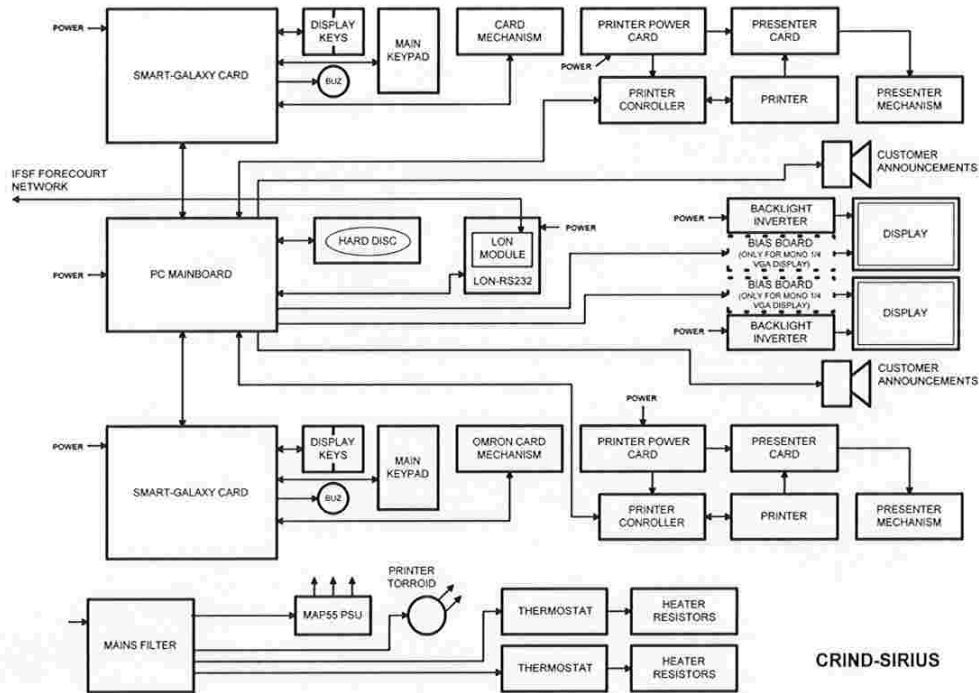 POWER
SMART-GALAXY CARD
DISPLAY
KEYS
BUZ
MAIN
KEYPAD
CARD
MECHANISM
PRINTER POWER
CARD
POWER
PRINTER
CONROLLER
PRESENTER
CARD
PRINTER
PRESENTER
MECHANISM
IFSF FORECOURT
NETWORK
CUSTOMER
ANNOUNCEMENTS
POWER
PC MAINBOARD
HARD DISC
LON
MODULE
LON-RS232
POWER
POWER
BACKLIGHT
INVERTER
BIAS BOARD
(ONLY FOR MONO 1/4
VGA DISPLAY)
DISPLAY
BIAS BOARD
(ONLY FOR MONO 1/4
VGA DISPLAY)
POWER
BACKLIGHT
INVERTER
DISPLAY
CUSTOMER
ANNOUNCEMENTS
POWER
SMART-GALAXY CARD
DISPLAY
KEYS
BUZ
MAIN
KEYPAD
OMRON CARD
MECHANISM
POWER
PRINTER POWER
CARD
PRINTER
CONROLLER
PRESENTER
CARD
PRINTER
PRESENTER
MECHANISM
MAINS FILTER
MAP55 PSU
PRINTER
TORROID
THERMOSTAT
HEATER
RESISTORS
THERMOSTAT
HEATER
RESISTORS
CRIND-SIRIUS